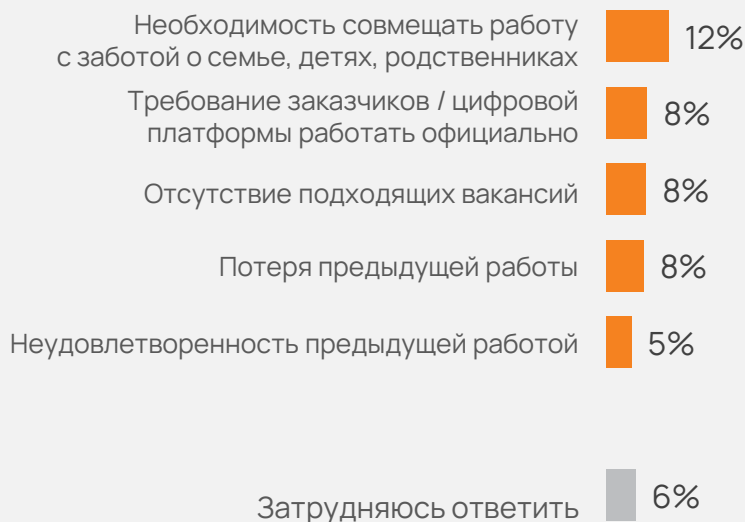 Необходимость совмещать работу
с заботой о семье, детях, родственниках
12%
Требование заказчиков / цифровой
платформы работать официально
8%
Отсутствие подходящих вакансий
8%
Потеря предыдущей работы
8%
Неудовлетворенность предыдущей работой
5%
Затрудняюсь ответить
6%